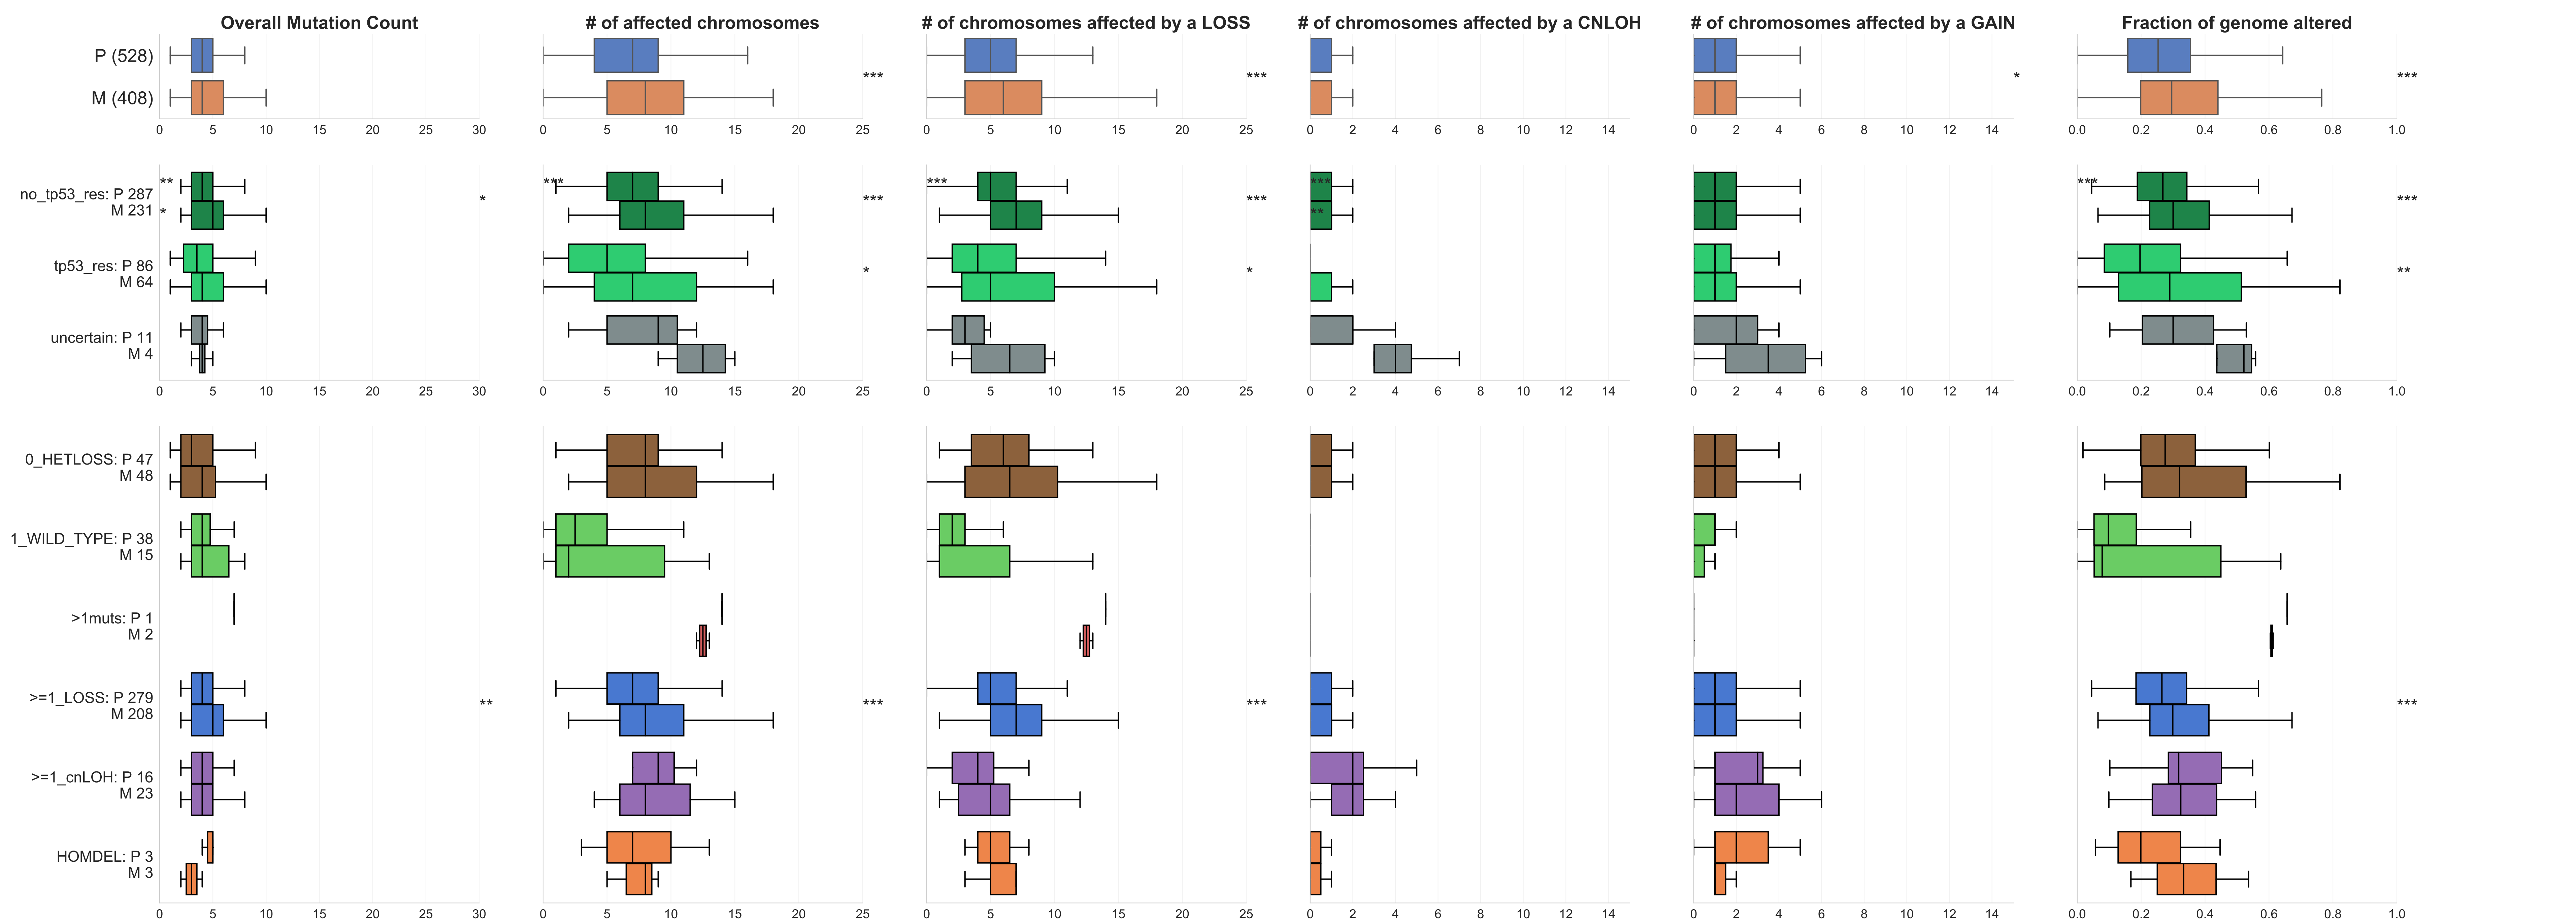 Overall Mutation Count
# of affected chromosomes
# of chromosomes affected by a LOSS
# of chromosomes affected by a CNLOH
# of chromosomes affected by a GAIN
Fraction of genome altered
P (528)
M (408)
*** *** * ***
0 5 10 15 20 25 30
0 5 10 15 20 25
0 5 10 15 20 25
0 2 4 6 8 10 12 14
0 2 4 6 8 10 12 14
0.0 0.2 0.4 0.6 0.8 1.0
** *** *** *** ***
no_tp53_res: P 287
* *** *** ***
M 231
* **
tp53_res: P 86
* * **
M 64
uncertain: P 11
M 4
0 5 10 15 20 25 30
0 5 10 15 20 25
0 5 10 15 20 25
0 2 4 6 8 10 12 14
0 2 4 6 8 10 12 14
0.0 0.2 0.4 0.6 0.8 1.0
0_HETLOSS: P 47
M 48
1_WILD_TYPE: P 38
M 15
>1muts: P 1
M 2
>=1_LOSS: P 279
** *** *** ***
M 208
>=1_cnLOH: P 16
M 23
HOMDEL: P 3
M 3
0 5 10 15 20 25 30
0 5 10 15 20 25
0 5 10 15 20 25
0 2 4 6 8 10 12 14
0 2 4 6 8 10 12 14
0.0 0.2 0.4 0.6 0.8 1.0